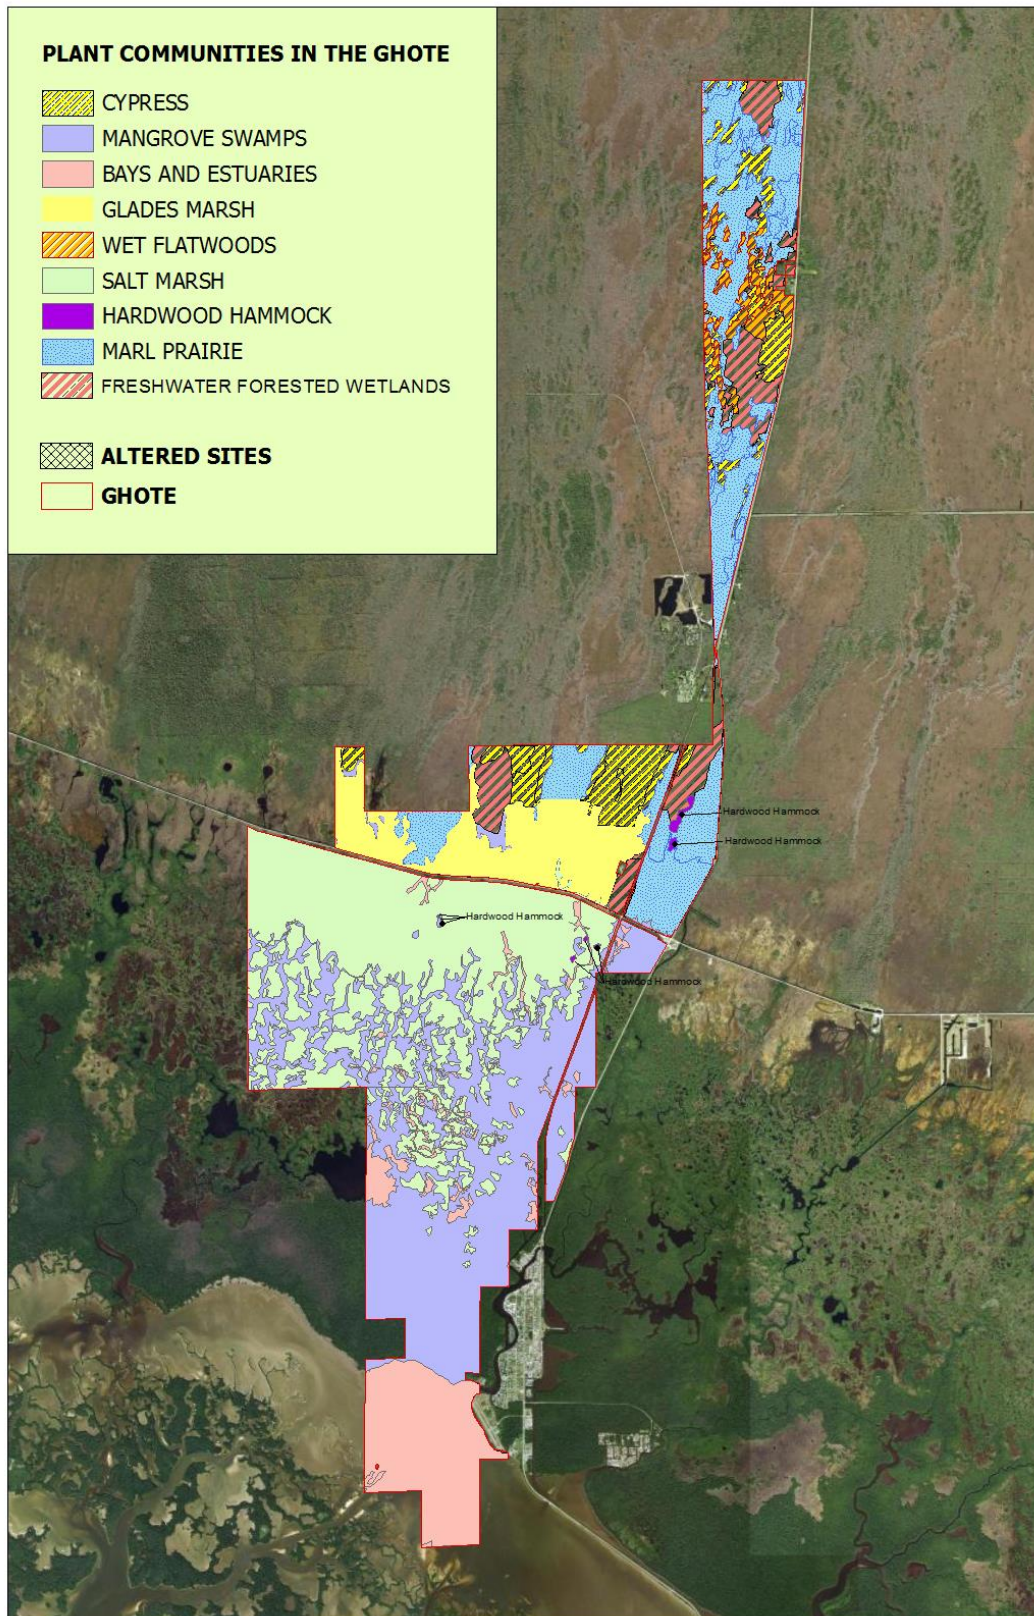 PLANT COMMUNITIES IN THE GHOTE
CYPRESS
MANGROVE SWAMPS
BAYS AND ESTUARIES
GLADES MARSH
WET FLATWOODS
SALT MARSH
HARDWOOD HAMMOCK
MARL PRAIRIE
FRESHWATER FORESTED WETLANDS
ALTERED SITES
GHOTE
Hardwood Hammock
Hardwood Hammock
Hardwood Hammock
Hardwood Hammock